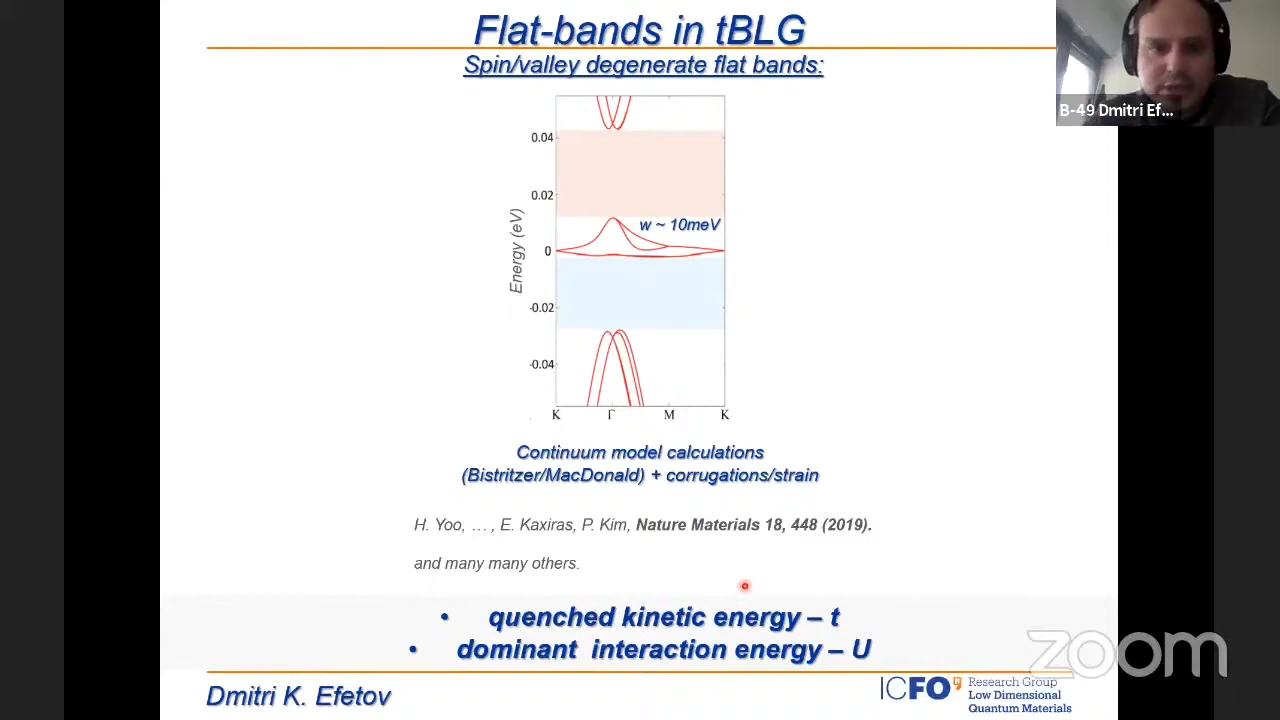 Flat-bands in tBLG
Spin/valley degenerate flat bands:
B-49 Dmitri Ef...
0.04
0.02
w ~ 10meV
0
Energy (eV)
-0.02
-0.04
K Γ M K
Continuum model calculations
(Bistritzer/MacDonald) + corrugations/strain
H. Yoo, … , E. Kaxiras, P. Kim, Nature Materials 18, 448 (2019).
and many many others.
• quenched kinetic energy – t
• dominant interaction energy – U
zoom
Dmitri K. Efetov
ICFO
Research Group
Low Dimensional
Quantum Materials